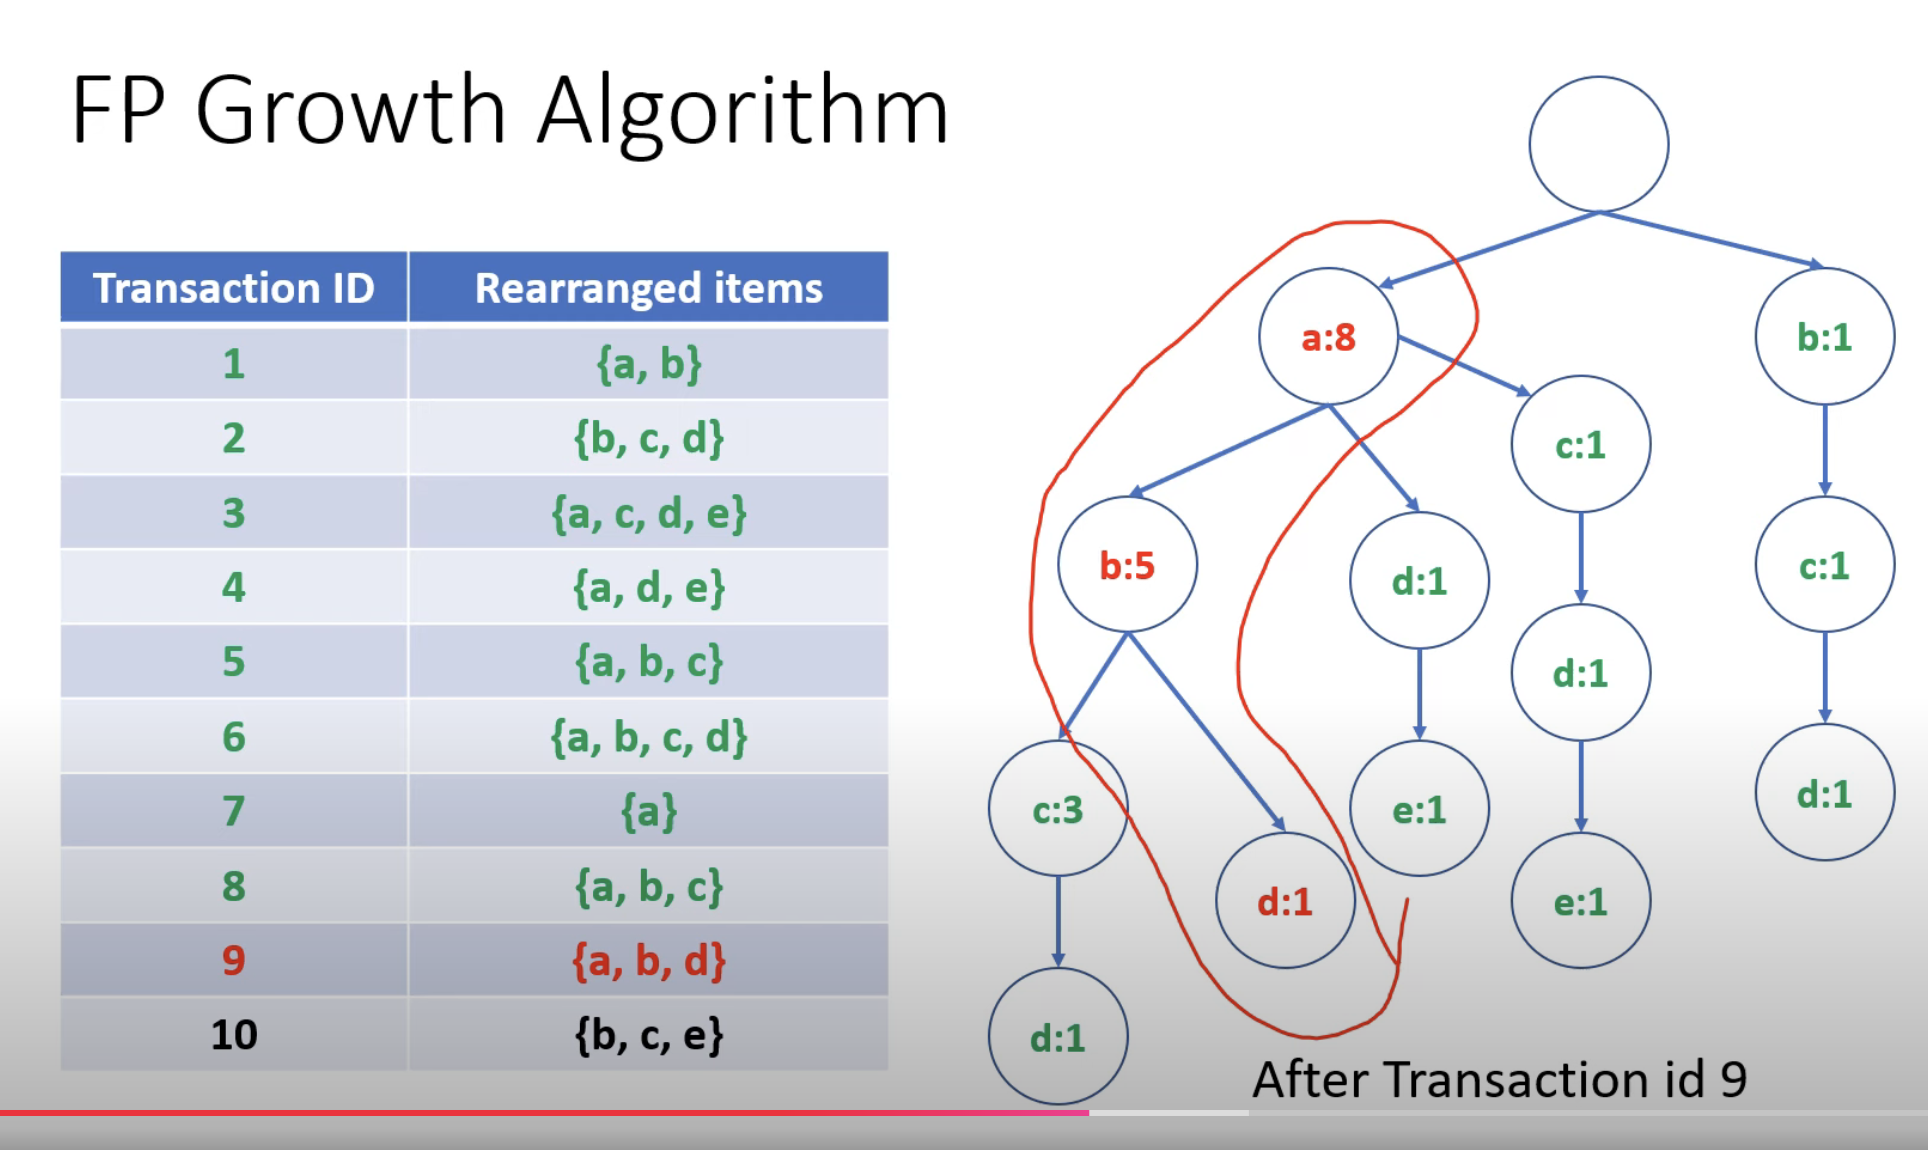 FP Growth Algorithm
Transaction ID Rearranged items
1 {a, b}
2 {b, c, d}
3 {a, c, d, e}
4 {a, d, e}
5 {a, b, c}
6 {a, b, c, d}
7 {a}
8 {a, b, c}
9 {a, b, d}
10 {b, c, e}
a:8
b:1
c:1
b:5
d:1
c:1
d:1
c:3
e:1
d:1
d:1
e:1
d:1
After Transaction id 9